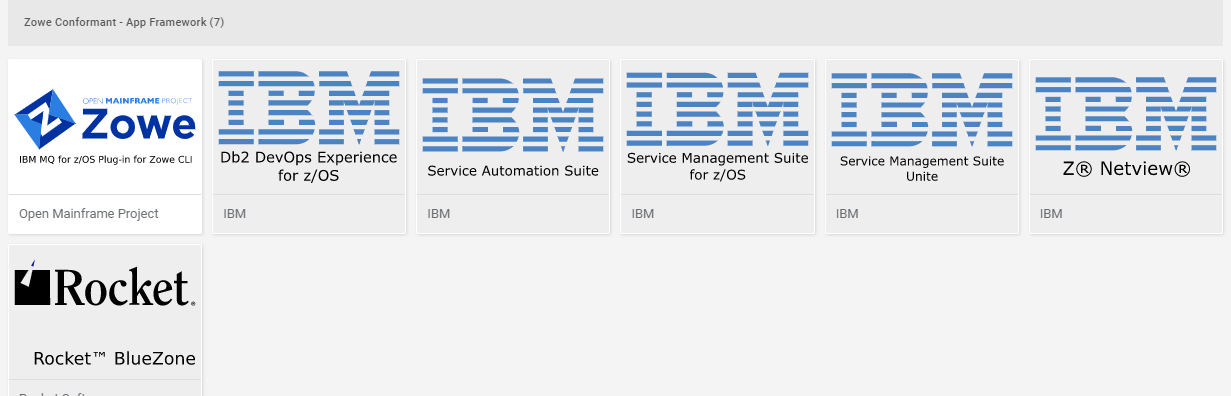 Zowe Conformant - App Framework (7)
OPEN MAINFRAME PROJECT
Zowe
IBM MQ for z/OS Plug-in for Zowe CLI
Open Mainframe Project
IBM
Db2 DevOps Experience
for z/OS
IBM
IBM
Service Automation Suite
IBM
IBM
Service Management Suite
for z/OS
IBM
IBM
Service Management Suite
Unite
IBM
IBM
Z® Netview®
IBM
Rocket®
Rocket™ BlueZone